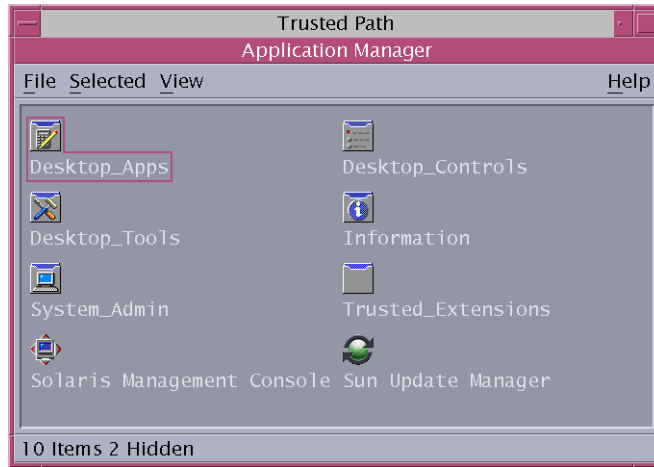 Trusted Path
Application Manager
File Selected View Help
Desktop_Apps Desktop_Controls
Desktop_Tools Information
System_Admin Trusted_Extensions
Solaris Management Console Sun Update Manager
10 Items 2 Hidden